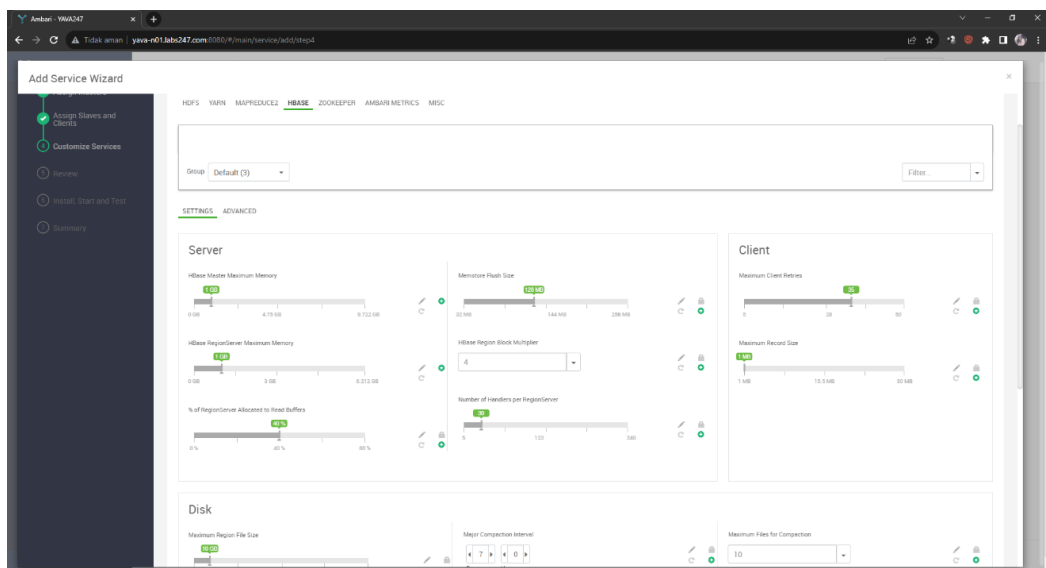 Ambari - YAVA247
Tidak aman yava-n01.labs247.com:8080/#/main/service/add/step4
Add Service Wizard
Assign Slaves and
Clients
4 Customize Services
Review
Install, Start and Test
Summary
HDFS YARN MAPREDUCE2 HBASE ZOOKEEPER AMBARI METRICS MISC
Group Default (3)
Filter..
SETTINGS ADVANCED
Server
Client
HBase Master Maximum Memory
1 GB
0 GB 4.75 GB 9.722 GB
Memstore Flush Size
128 MB
32 MB 144 MB 256 MB
Maximum Client Retries
35
5 28 50
HBase RegionServer Maximum Memory
1 GB
0 GB 3 GB
HBase Region Block Multiplier
4
Maximum Record Size
1 MB
1 MB 15.5 MB 30 MB
% of RegionServer Allocated to Read Buffers
40 %
0 % 40 % 80 %
Number of Handlers per RegionServer
30
5 123 240
Disk
Maximum Region File Size
10 GB
Major Compaction Interval
7 0
Maximum Files for Compaction
10